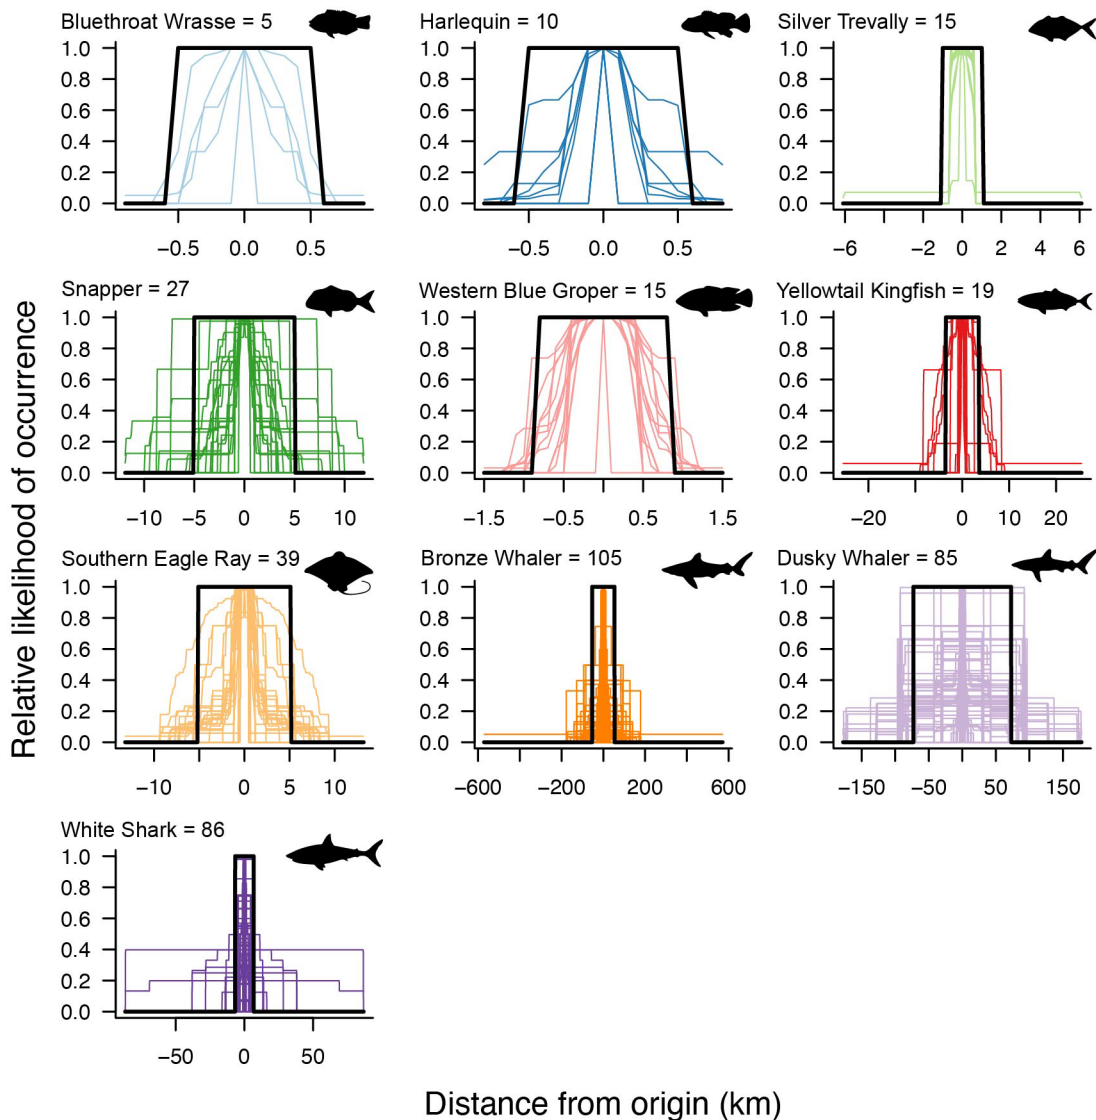 Bluethroat Wrasse = 5
1.0
0.8
0.6
0.4
0.2
0.0
−0.5 0.0 0.5
Harlequin = 10
1.0
0.8
0.6
0.4
0.2
0.0
−0.5 0.0 0.5
Silver Trevally = 15
1.0
0.8
0.6
0.4
0.2
0.0
−6 −2 0 2 4 6
Relative likelihood of occurrence
Snapper = 27
1.0
0.8
0.6
0.4
0.2
0.0
−10 −5 0 5 10
Western Blue Groper = 15
1.0
0.8
0.6
0.4
0.2
0.0
−1.5 −0.5 0.5 1.5
Yellowtail Kingfish = 19
1.0
0.8
0.6
0.4
0.2
0.0
−20 0 10 20
Southern Eagle Ray = 39
1.0
0.8
0.6
0.4
0.2
0.0
−10 0 5 10
Bronze Whaler = 105
1.0
0.8
0.6
0.4
0.2
0.0
−600 −200 200 600
Dusky Whaler = 85
1.0
0.8
0.6
0.4
0.2
0.0
−150 −50 50 150
White Shark = 86
1.0
0.8
0.6
0.4
0.2
0.0
−50 0 50
Distance from origin (km)